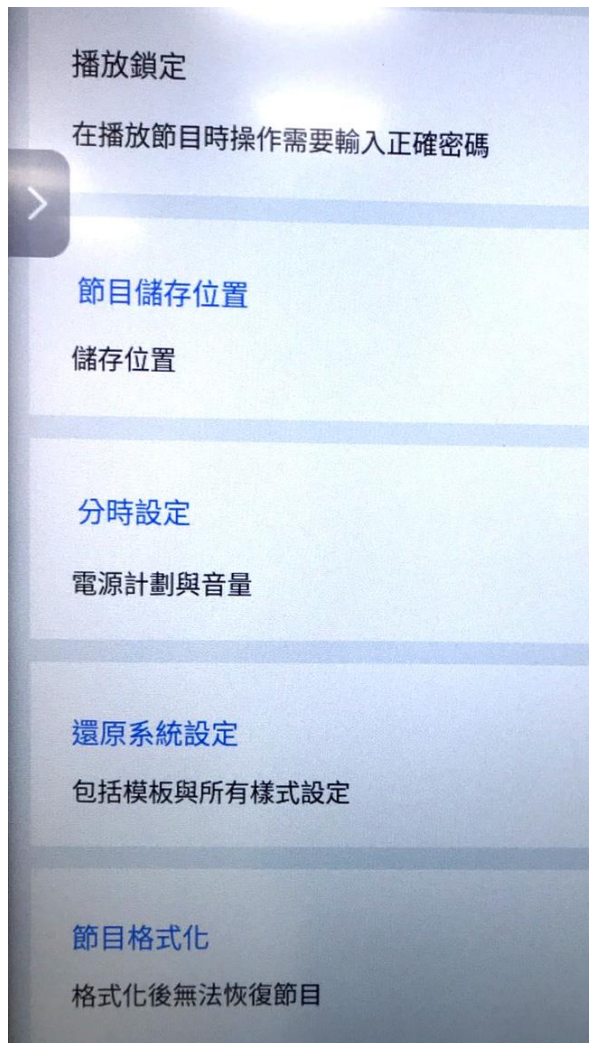 播放鎖定
在播放節目時操作需要輸入正確密碼
節目儲存位置
儲存位置
分時設定
電源計劃與音量
還原系統設定
包括模板與所有樣式設定
節目格式化
格式化後無法恢復節目